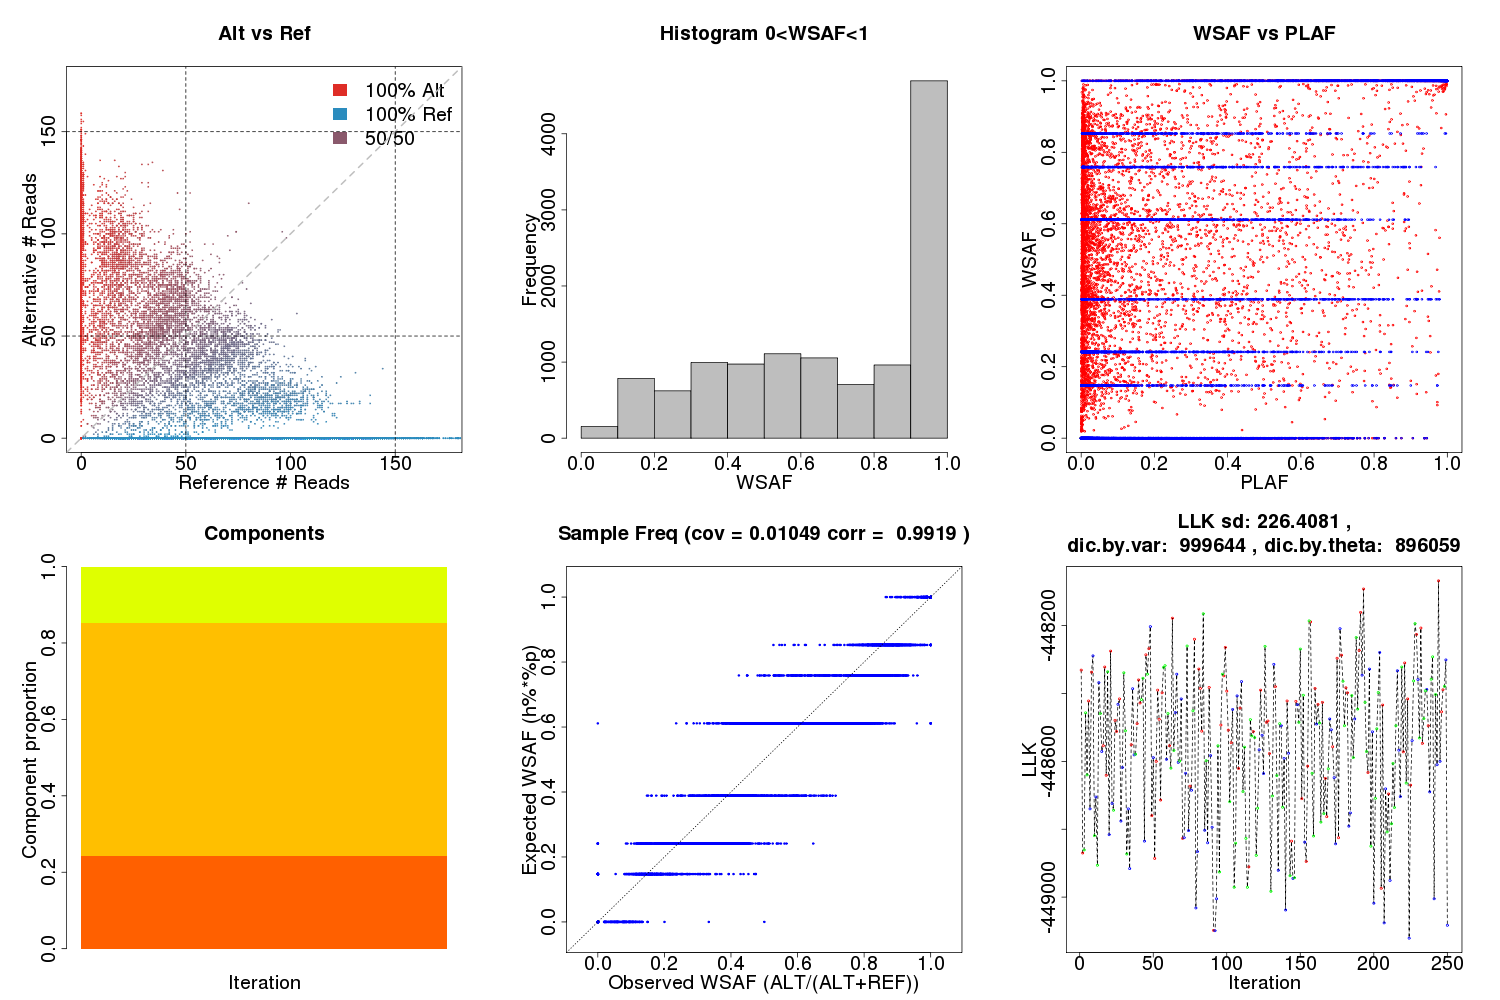 Alt vs Ref
100% Alt
100% Ref
50/50
Alternative # Reads
0
50
100
150
0
50
100
150
Reference # Reads
Histogram 0<WSAF<1
Frequency
0
1000
2000
3000
4000
0.0
0.2
0.4
0.6
0.8
1.0
WSAF
WSAF vs PLAF
WSAF
0.0
0.2
0.4
0.6
0.8
1.0
0.0
0.2
0.4
0.6
0.8
1.0
PLAF
Components
Component proportion
0.0
0.2
0.4
0.6
0.8
1.0
Iteration
Sample Freq (cov = 0.01049 corr = 0.9919 )
Expected WSAF (h%*%p)
0.0
0.2
0.4
0.6
0.8
1.0
0.0
0.2
0.4
0.6
0.8
1.0
Observed WSAF (ALT/(ALT+REF))
LLK sd: 226.4081 ,
dic.by.var: 999644 , dic.by.theta: 896059
LLK
-449000
-448600
-448200
0
50
100
150
200
250
Iteration